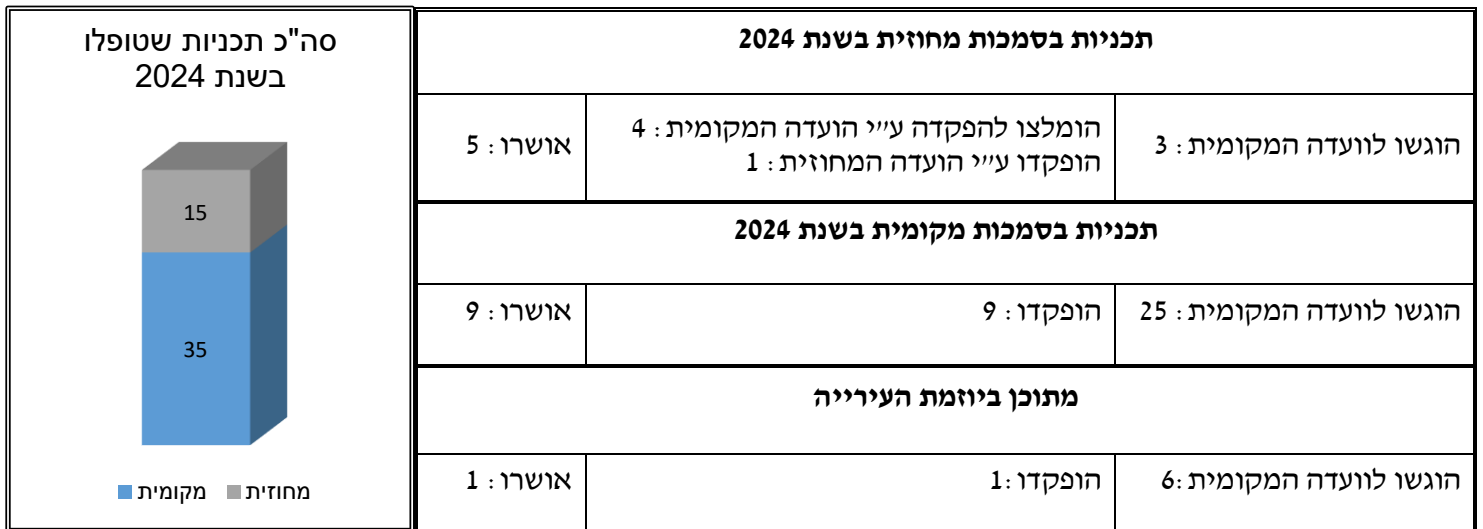 תכניות בסמכות מחוזית בשנת 2024
הוגשו לוועדה המקומית: 3
הומלצו להפקדה ע״י הועדה המקומית: 4
הופקדו ע״י הועדה המחוזית: 1
אושרו: 5
תכניות בסמכות מקומית בשנת 2024
הוגשו לוועדה המקומית: 25
הופקדו: 9
אושרו: 9
מתוכן ביוזמת העירייה
הוגשו לוועדה המקומית: 6
הופקדו: 1
אושרו: 1
סה"כ תכניות שטופלו
בשנת 2024
15
35
מחוזית מקומית